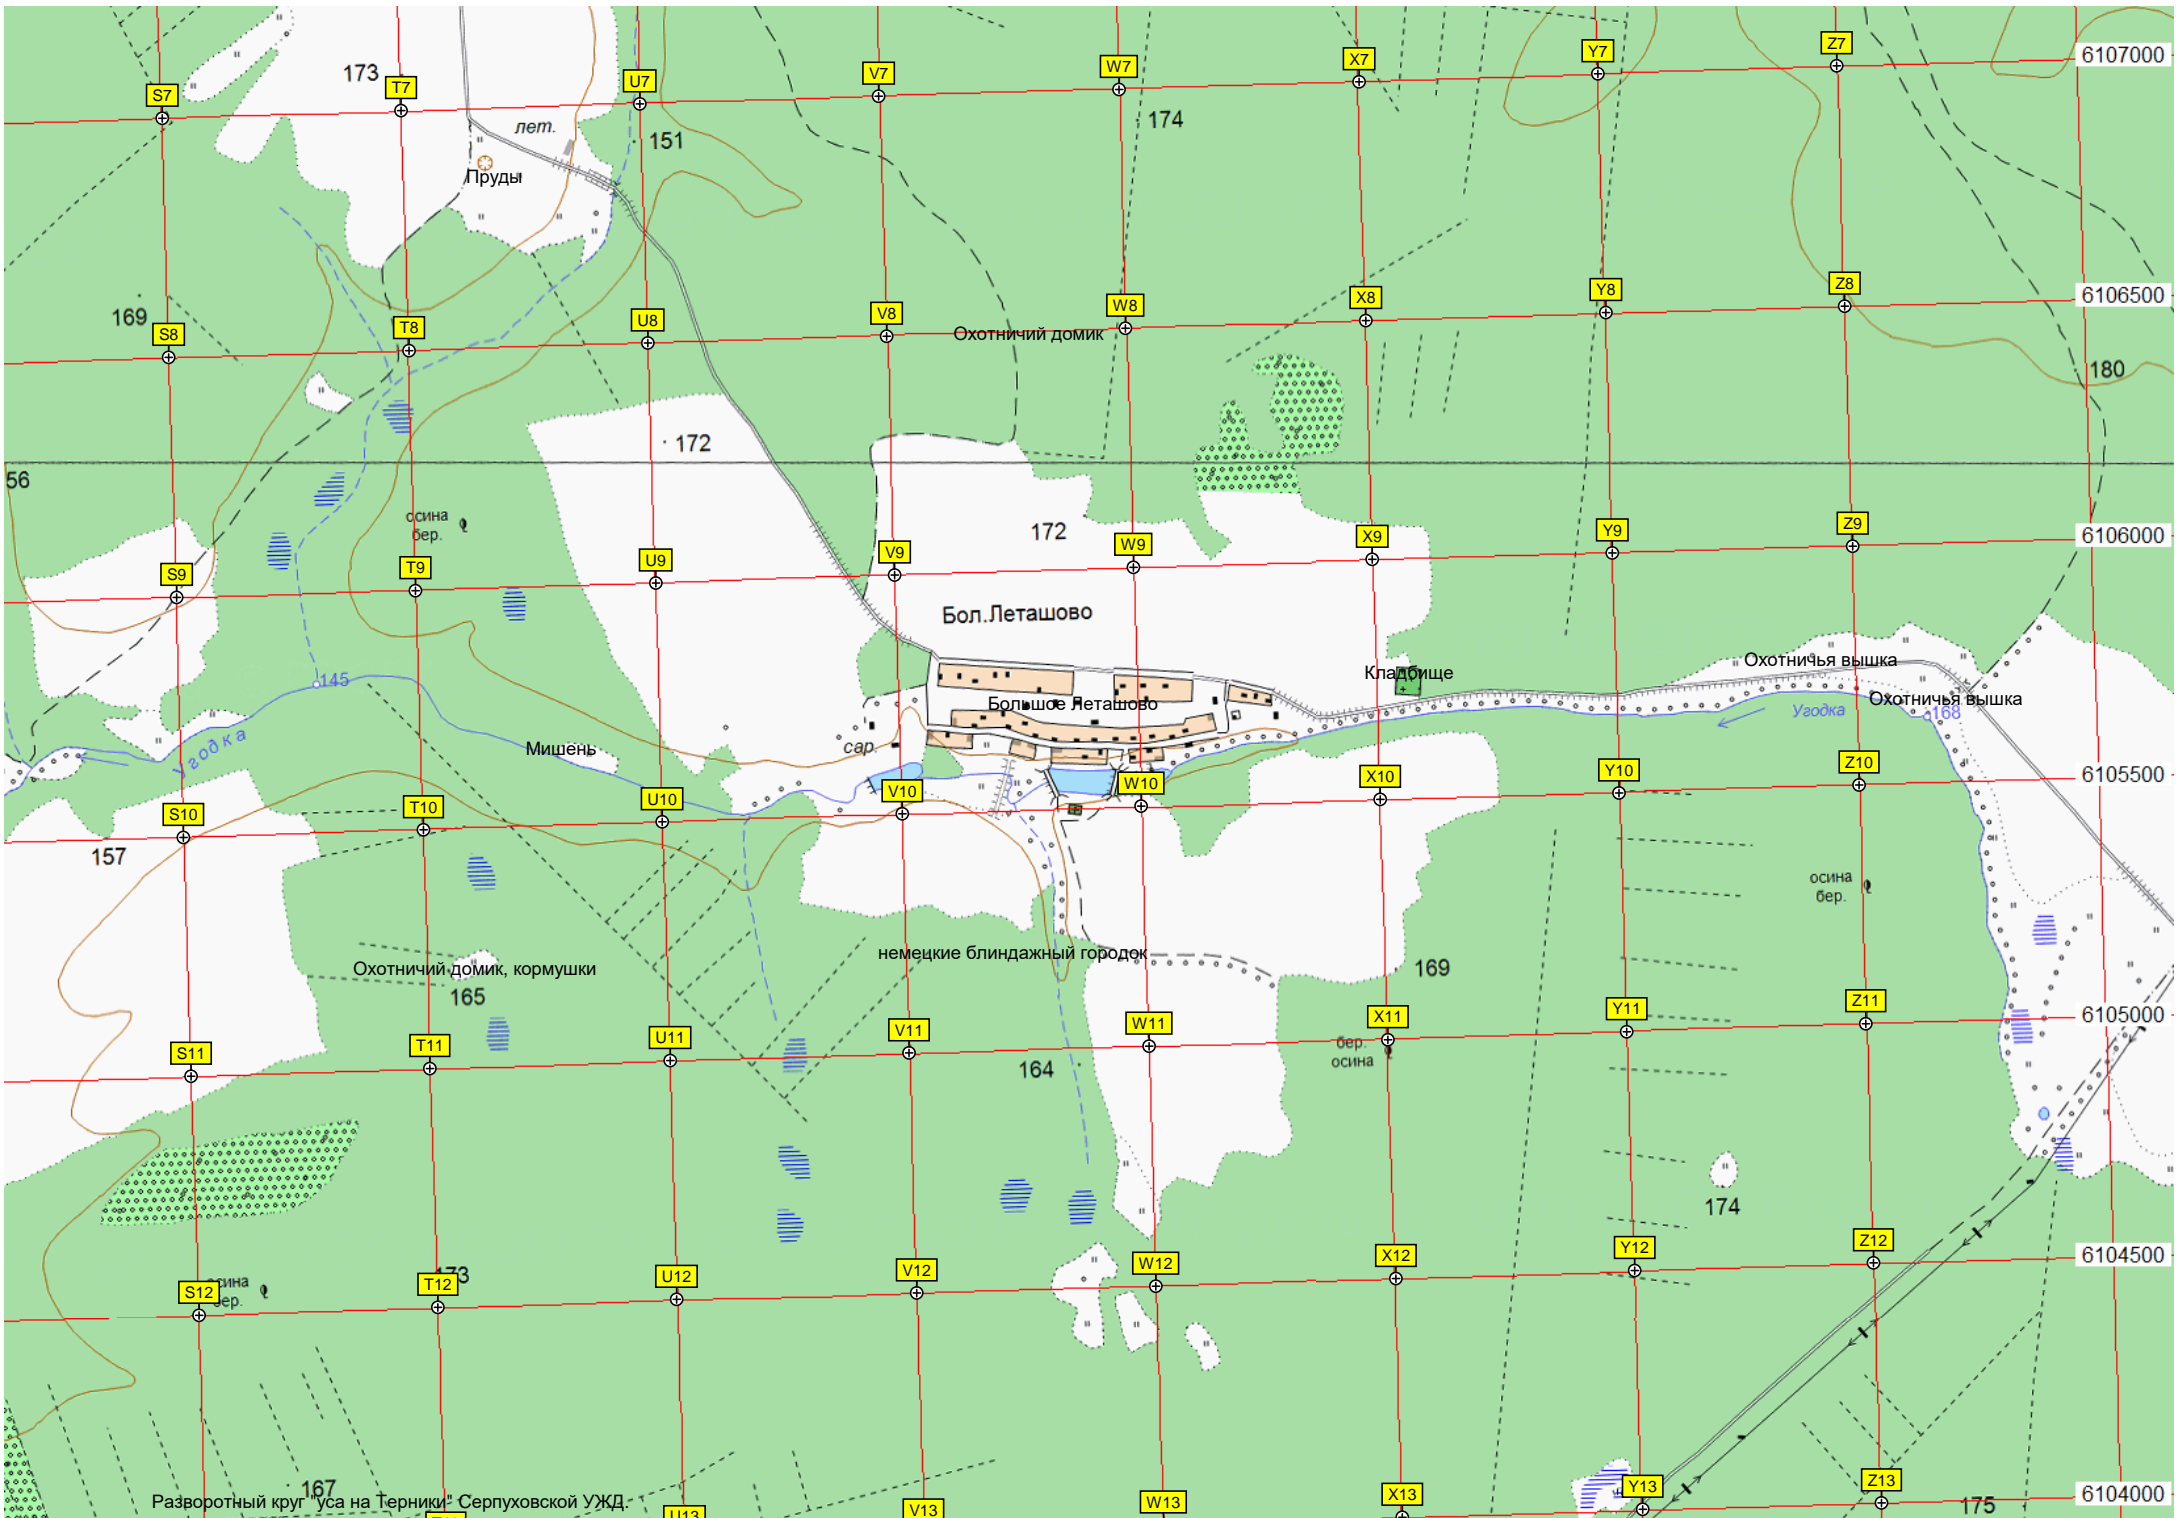 6107000
S7
T7
U7
V7
W7
X7
Y7
Z7
173
лет.
151
174
Пруды
6106500
169
S8
T8
U8
V8
W8
X8
Y8
Z8
Охотничий домик
180
172
56
осина
бер.
172
6106000
S9
T9
U9
V9
W9
X9
Y9
Z9
Бол.Леташово
145
Кладбище
Охотничья вышка
Охотничья вышка
Большое Леташово
Угодка
168
Угодка
Мишень
сар.
6105500
S10
T10
U10
V10
W10
X10
Y10
Z10
157
осина
бер.
немецкие блиндажный городок
Охотничий домик, кормушки
165
169
6105000
S11
T11
U11
V11
W11
X11
Y11
Z11
бер.
осина
164
174
6104500
S12
T12
U12
V12
W12
X12
Y12
Z12
осина
бер.
173
167
Разворотный круг "уса на Терники" Серпуховской УЖД.
6104000
U13
V13
W13
X13
Y13
Z13
175